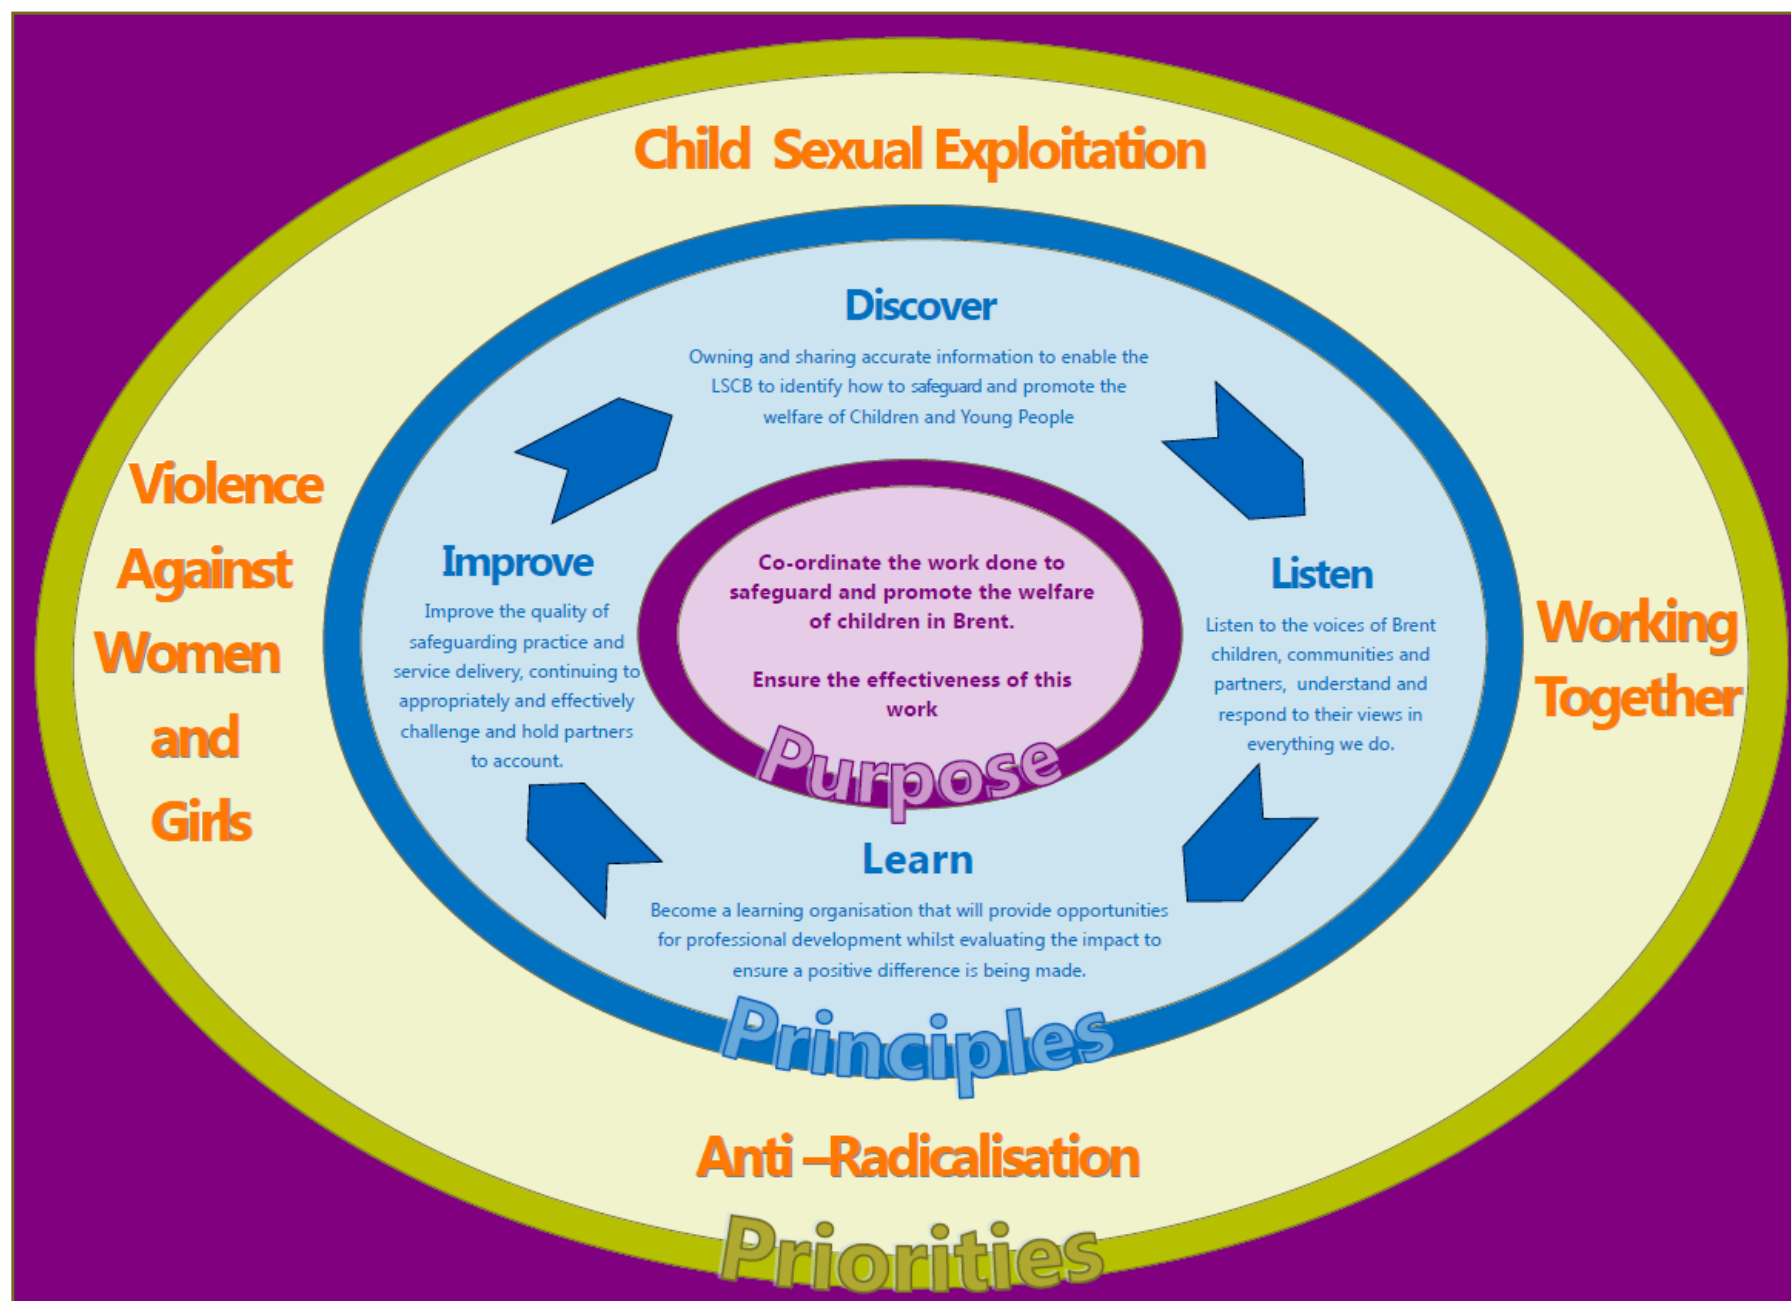 Child Sexual Exploitation
Discover
Owning and sharing accurate information to enable the
LSCB to identify how to safeguard and promote the
welfare of Children and Young People
Violence
Against
Women
and
Girls
Improve
Improve the quality of
safeguarding practice and
service delivery, continuing to
appropriately and effectively
challenge and hold partners
to account.
Co-ordinate the work done to
safeguard and promote the welfare
of children in Brent.
Ensure the effectiveness of this
work
Purpose
Listen
Listen to the voices of Brent
children, communities and
partners, understand and
respond to their views in
everything we do.
Working
Together
Learn
Become a learning organisation that will provide opportunities
for professional development whilst evaluating the impact to
ensure a positive difference is being made.
Principles
Anti –Radicalisation
Priorities